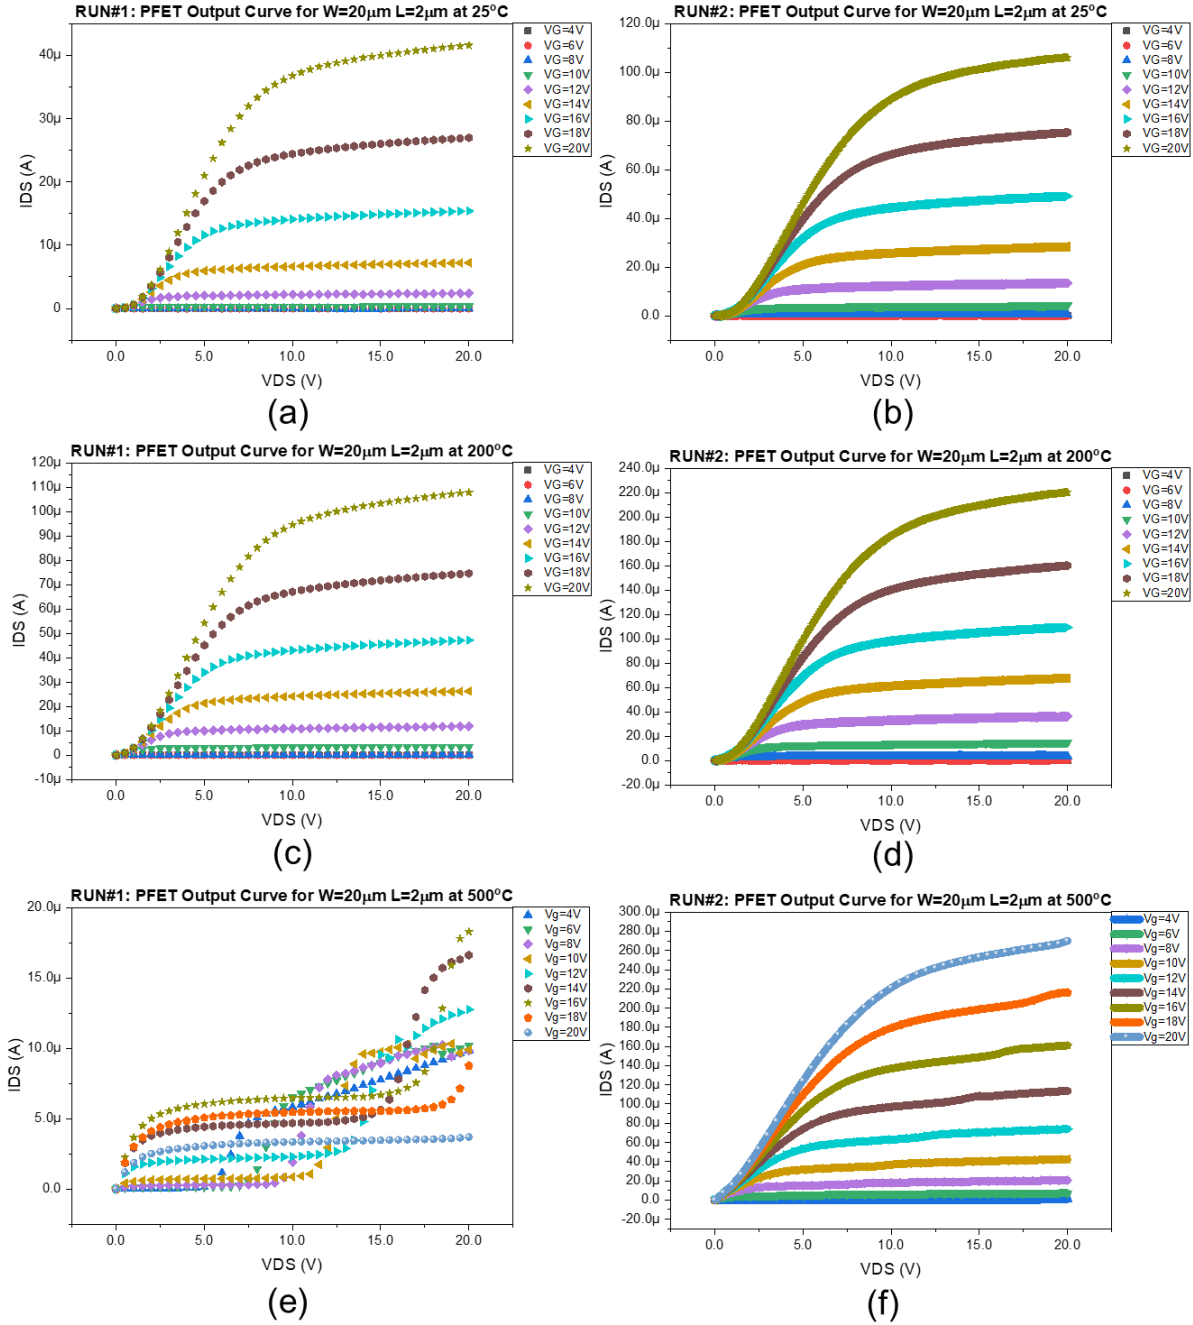 RUN#1: PFET Output Curve for W=20μm L=2μm at 25°C
40μ
30μ
20μ
10μ
0
IDS (A)
0.0 5.0 10.0 15.0 20.0
VDS (V)
VG=4V
VG=6V
VG=8V
VG=10V
VG=12V
VG=14V
VG=16V
VG=18V
VG=20V
(a)
RUN#2: PFET Output Curve for W=20μm L=2μm at 25°C
120.0μ
100.0μ
80.0μ
60.0μ
40.0μ
20.0μ
0.0
IDS (A)
0.0 5.0 10.0 15.0 20.0
VDS (V)
VG=4V
VG=6V
VG=8V
VG=10V
VG=12V
VG=14V
VG=16V
VG=18V
VG=20V
(b)
RUN#1: PFET Output Curve for W=20μm L=2μm at 200°C
120μ
110μ
100μ
90μ
80μ
70μ
60μ
50μ
40μ
30μ
20μ
10μ
0
-10μ
IDS (A)
0.0 5.0 10.0 15.0 20.0
VDS (V)
VG=4V
VG=6V
VG=8V
VG=10V
VG=12V
VG=14V
VG=16V
VG=18V
VG=20V
(c)
RUN#2: PFET Output Curve for W=20μm L=2μm at 200°C
240.0μ
220.0μ
200.0μ
180.0μ
160.0μ
140.0μ
120.0μ
100.0μ
80.0μ
60.0μ
40.0μ
20.0μ
0.0
-20.0μ
IDS (A)
0.0 5.0 10.0 15.0 20.0
VDS (V)
VG=4V
VG=6V
VG=8V
VG=10V
VG=12V
VG=14V
VG=16V
VG=18V
VG=20V
(d)
RUN#1: PFET Output Curve for W=20μm L=2μm at 500°C
20.0μ
15.0μ
10.0μ
5.0μ
0.0
IDS (A)
0.0 5.0 10.0 15.0 20.0
VDS (V)
Vg=4V
Vg=6V
Vg=8V
Vg=10V
Vg=12V
Vg=14V
Vg=16V
Vg=18V
Vg=20V
(e)
RUN#2: PFET Output Curve for W=20μm L=2μm at 500°C
300.0μ
280.0μ
260.0μ
240.0μ
220.0μ
200.0μ
180.0μ
160.0μ
140.0μ
120.0μ
100.0μ
80.0μ
60.0μ
40.0μ
20.0μ
0.0
-20.0μ
IDS (A)
0.0 5.0 10.0 15.0 20.0
VDS (V)
Vg=4V
Vg=6V
Vg=8V
Vg=10V
Vg=12V
Vg=14V
Vg=16V
Vg=18V
Vg=20V
(f)